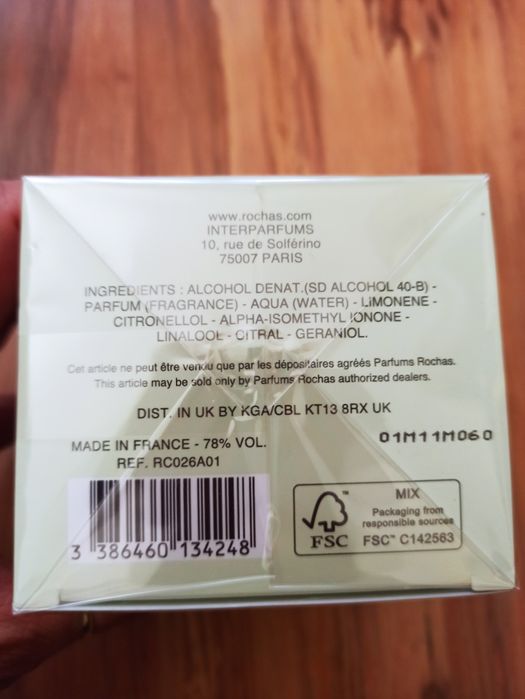 www.rochas.com
INTERPARFUMS
10, rue de Solférino
75007 PARIS
INGREDIENTS : ALCOHOL DENAT.(SD ALCOHOL 40-B) -
PARFUM (FRAGRANCE) - AQUA (WATER) - LIMONENE -
CITRONELLOL - ALPHA-ISOMETHYL IONONE -
LINALOOL - CITRAL - GERANIOL.
Cet article ne peut être vendu que par les dépositaires agréés Parfums Rochas.
This article may be sold only by Parfums Rochas authorized dealers.
DIST. IN UK BY KGA/CBL KT13 8RX UK
01M11M060
MADE IN FRANCE - 78% VOL.
REF. RC026A01
3 386460 134248
FSC
MIX
Packaging from
responsible sources
FSC™ C142563